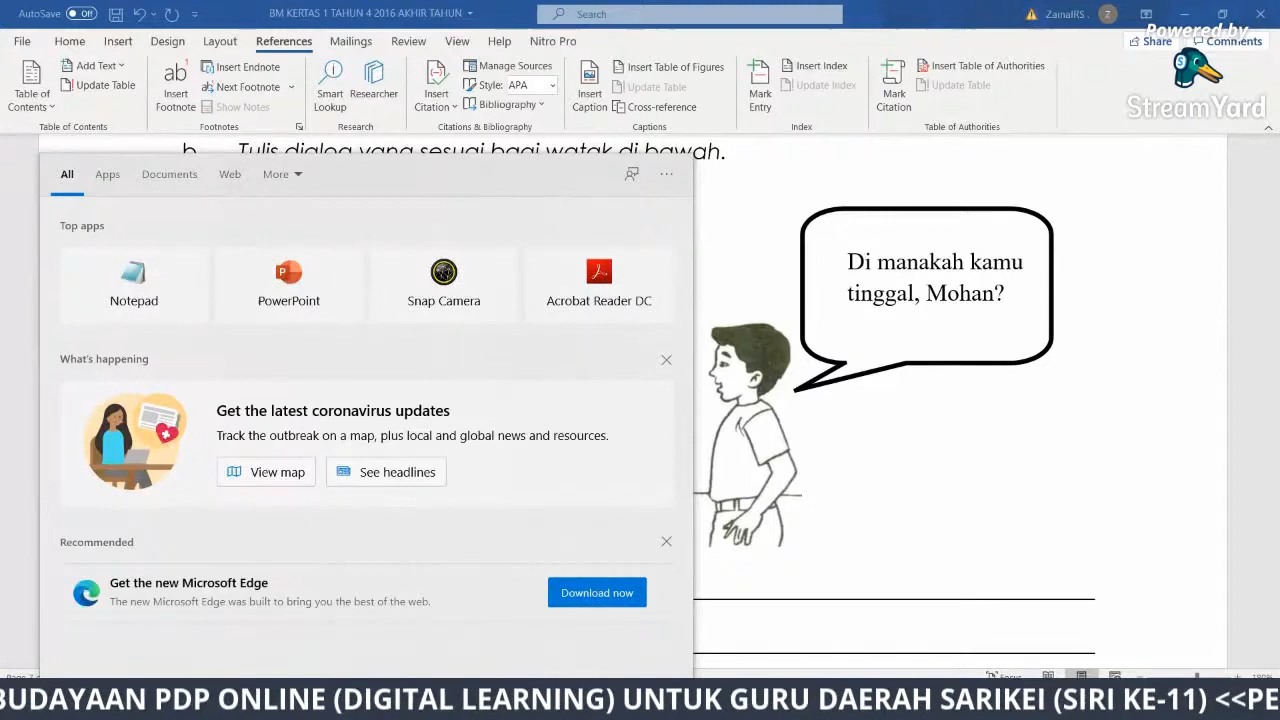 AutoSave Off BM KERTAS 1 TAHUN 4 2016 AKHIR TAHUN Search ZainalRS . Z
Powered by
File Home Insert Design Layout References Mailings Review View Help Nitro Pro Share Comments
StreamYard
Table of Contents Add Text Update Table
Table of Contents
ab Insert Footnote Insert Endnote Next Footnote Show Notes
Footnotes
Smart Lookup Researcher
Research
Insert Citation Manage Sources Style: APA Bibliography
Citations & Bibliography
Insert Caption Insert Table of Figures Update Table Cross-reference
Captions
Mark Entry Insert Index Update Index
Index
Mark Citation Insert Table of Authorities Update Table
Table of Authorities
b Tulis dialog yang sesuai bagi watak di bawah.
All Apps Documents Web More
Top apps
Notepad PowerPoint Snap Camera Acrobat Reader DC
What's happening
Get the latest coronavirus updates
Track the outbreak on a map, plus local and global news and resources.
View map See headlines
Recommended
Get the new Microsoft Edge
The new Microsoft Edge was built to bring you the best of the web.
Download now
Di manakah kamu
tinggal, Mohan?
Focus
BUDAYAAN PDP ONLINE (DIGITAL LEARNING) UNTUK GURU DAERAH SARIKEI (SIRI KE-11) <<PE